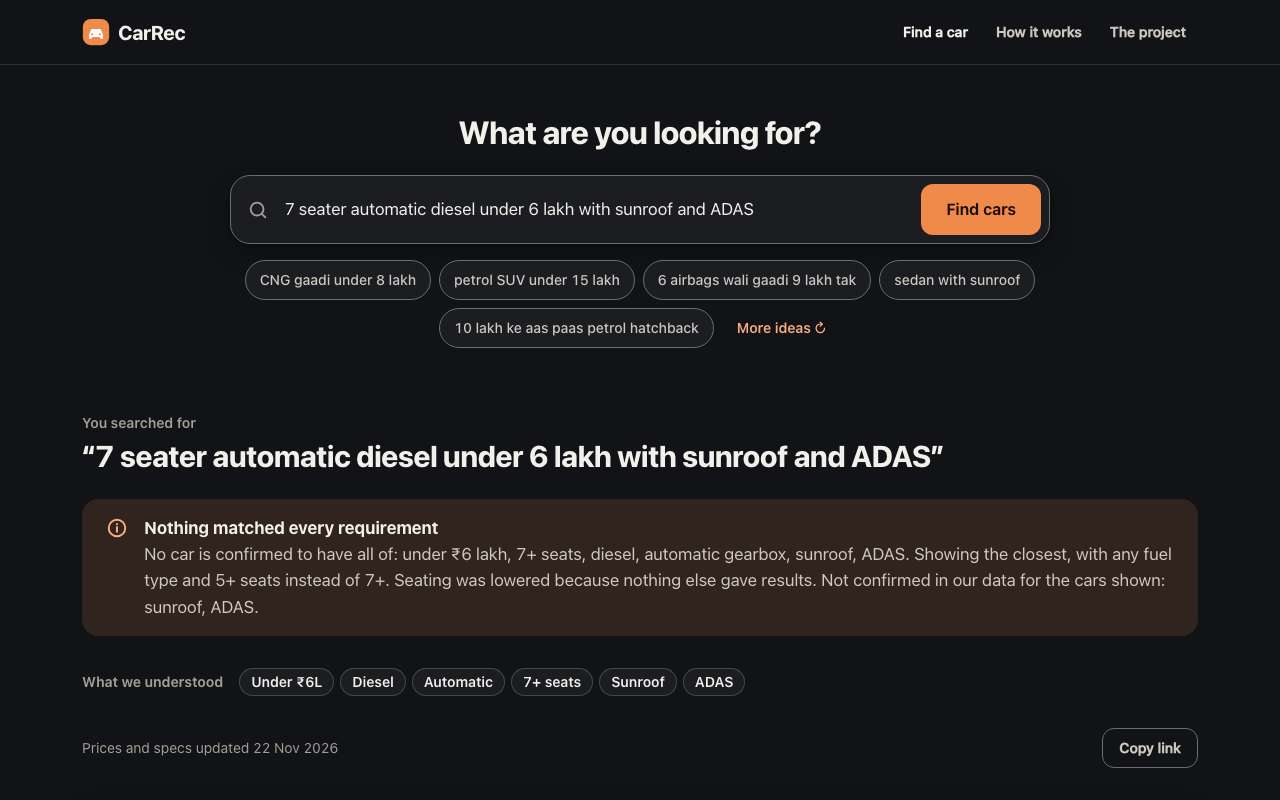 CarRec
Find a car
How it works
The project
What are you looking for?
7 seater automatic diesel under 6 lakh with sunroof and ADAS
Find cars
CNG gaadi under 8 lakh
petrol SUV under 15 lakh
6 airbags wali gaadi 9 lakh tak
sedan with sunroof
10 lakh ke aas paas petrol hatchback
More ideas ↻
You searched for
“7 seater automatic diesel under 6 lakh with sunroof and ADAS”
Nothing matched every requirement
No car is confirmed to have all of: under ₹6 lakh, 7+ seats, diesel, automatic gearbox, sunroof, ADAS. Showing the closest, with any fuel
type and 5+ seats instead of 7+. Seating was lowered because nothing else gave results. Not confirmed in our data for the cars shown:
sunroof, ADAS.
What we understood
Under ₹6L
Diesel
Automatic
7+ seats
Sunroof
ADAS
Prices and specs updated 22 Nov 2026
Copy link